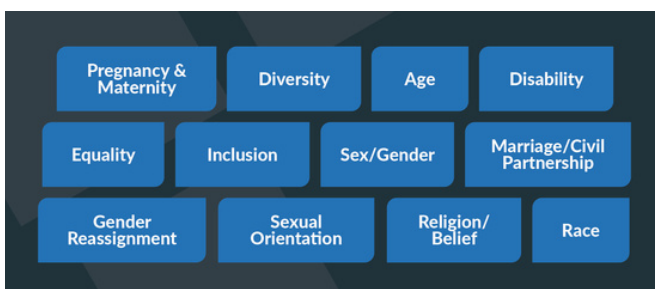 Pregnancy &
Maternity
Diversity
Age
Disability
Equality
Inclusion
Sex/Gender
Marriage/Civil
Partnership
Gender
Reassignment
Sexual
Orientation
Religion/
Belief
Race